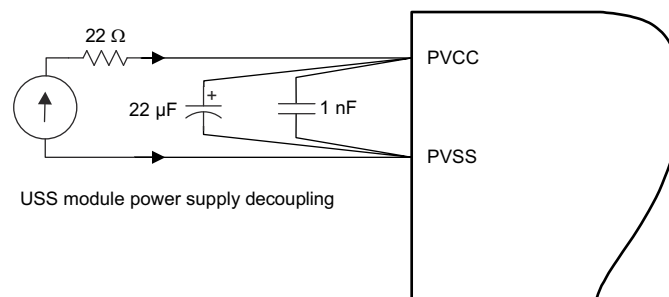 22 Ω
PVCC
+
22 µF
1 nF
PVSS
USS module power supply decoupling